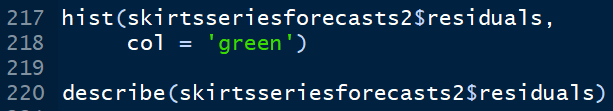 217 hist(skirtsseriesforecasts2$residuals,
218      col = 'green')
219
220 describe(skirtsseriesforecasts2$residuals)